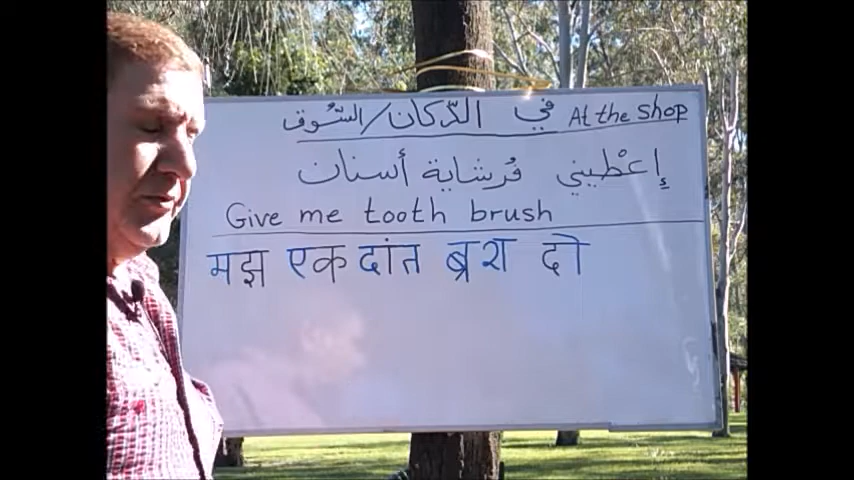 في الدّكان/السّوق At the Shop
إعْطيني فُرشاية أسنان
Give me tooth brush
मझ एक दांत ब्रश दो